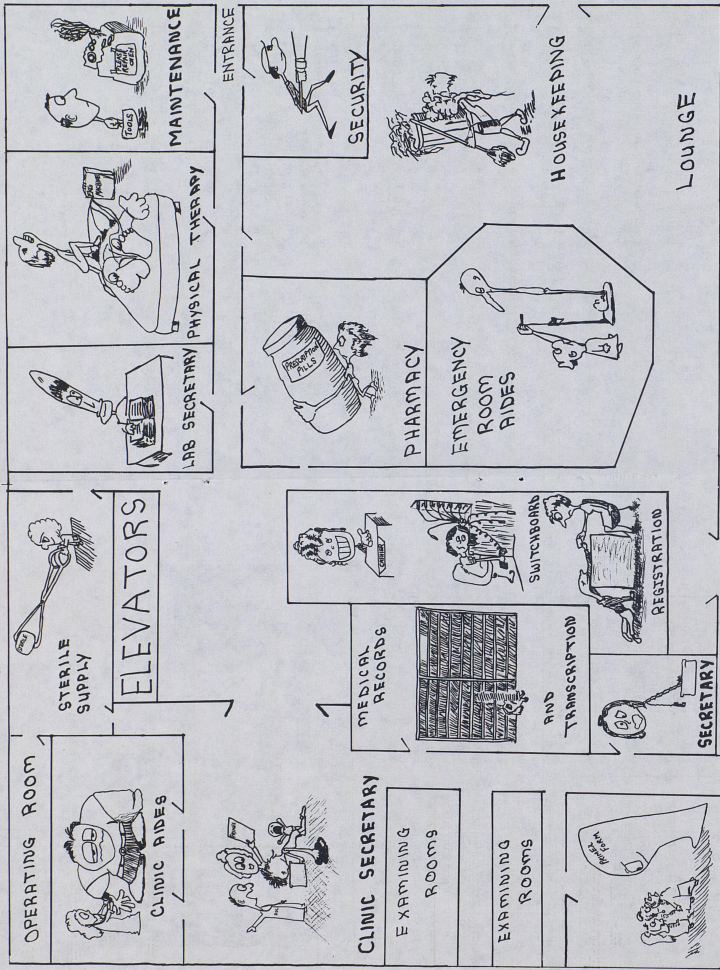 OPERATING ROOM
CLINIC AIDES
STERILE
SUPPLY
ELEVATORS
LAB SECRETARY
PHYSICAL THERAPY
TOOLS
MAINTENANCE
ENTRANCE
CLINIC SECRETARY
EXAMINING
ROOMS
EXAMINING
ROOMS
MEDICAL
RECORDS
AND
TRANSCRIPTION
SECRETARY
CASHIER
SWITCHBOARD
REGISTRATION
PRESCRIPTION
PILLS
PHARMACY
EMERGENCY
ROOM
AIDES
SECURITY
HOUSEKEEPING
LOUNGE